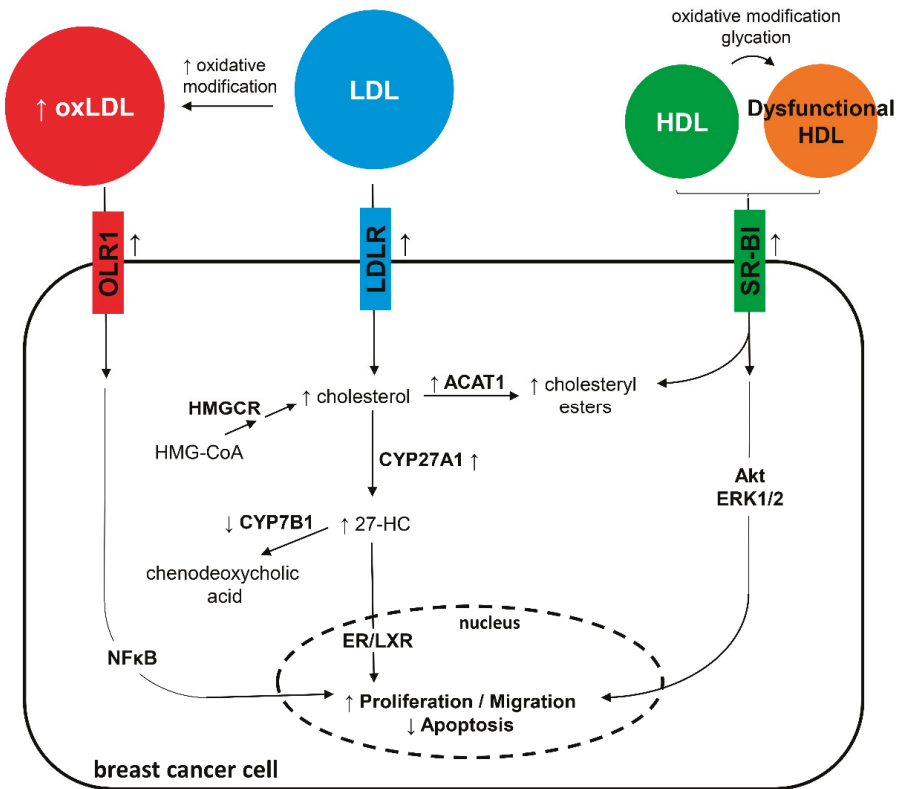 oxidative modification
glycation
↑ oxidative
modification
↑ oxLDL
LDL
HDL
Dysfunctional
HDL
OLR1 ↑
LDLR ↑
SR-BI ↑
↑ ACAT1
↑ cholesterol
↑ cholesteryl
esters
HMGCR
HMG-CoA
CYP27A1 ↑
Akt
ERK1/2
↓ CYP7B1
↑ 27-HC
chenodeoxycholic
acid
nucleus
ER/LXR
NFκB
↑ Proliferation / Migration
↓ Apoptosis
breast cancer cell